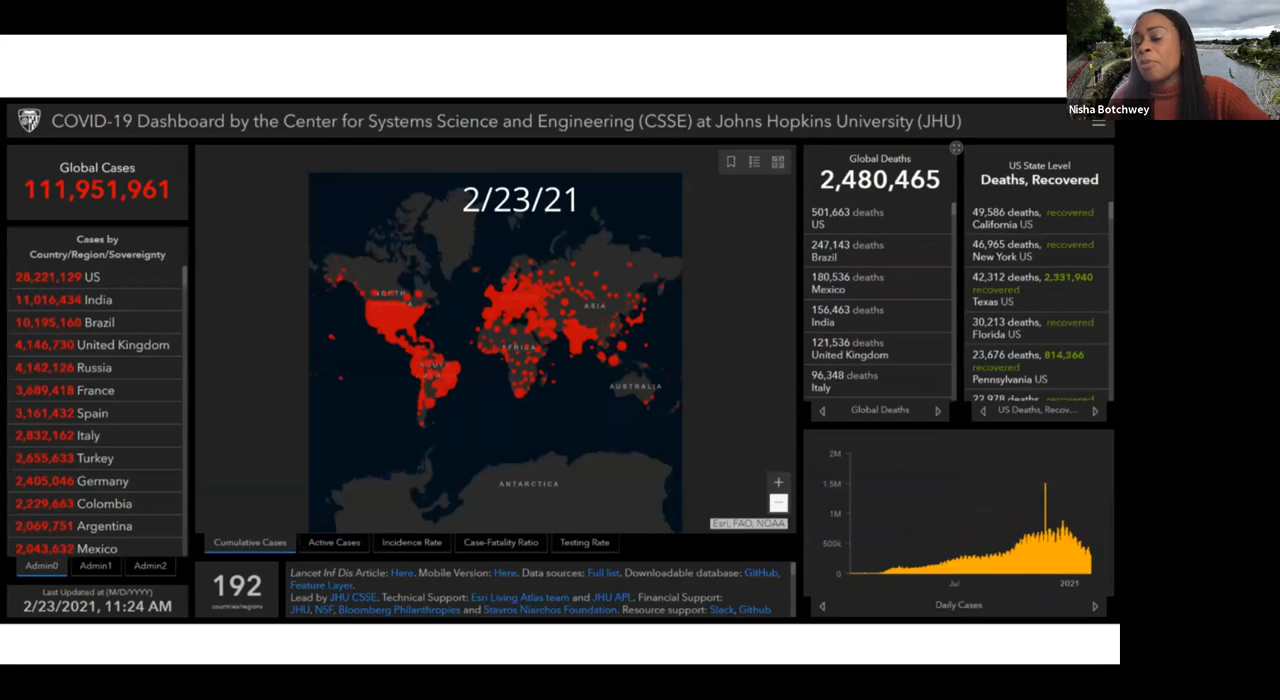 Nisha Botchwey
COVID-19 Dashboard by the Center for Systems Science and Engineering (CSSE) at Johns Hopkins University (JHU)
Global Cases
111,951,961
Cases by
Country/Region/Sovereignty
28,221,129 US
11,016,434 India
10,195,160 Brazil
4,146,730 United Kingdom
4,142,126 Russia
3,689,418 France
3,161,432 Spain
2,832,162 Italy
2,655,633 Turkey
2,405,046 Germany
2,229,663 Colombia
2,069,751 Argentina
2,043,632 Mexico
Admin0 Admin1 Admin2
Last Updated at (M/D/YYYY)
2/23/2021, 11:24 AM
2/23/21
NORTH
ASIA
AFRICA
AUSTRALIA
ANTARCTICA
Esri, FAO, NOAA
Cumulative Cases Active Cases Incidence Rate Case-Fatality Ratio Testing Rate
192
countries/regions
Lancet Inf Dis Article: Here. Mobile Version: Here. Data sources: Full list. Downloadable database: GitHub,
Feature Layer.
Lead by JHU CSSE. Technical Support: Esri Living Atlas team and JHU APL. Financial Support:
JHU, NSF, Bloomberg Philanthropies and Stavros Niarchos Foundation. Resource support: Slack, Github
Global Deaths
2,480,465
501,663 deaths
US
247,143 deaths
Brazil
180,536 deaths
Mexico
156,463 deaths
India
121,536 deaths
United Kingdom
96,348 deaths
Italy
Global Deaths
US State Level
Deaths, Recovered
49,586 deaths, recovered
California US
46,965 deaths, recovered
New York US
42,312 deaths, 2,331,940
recovered
Texas US
30,213 deaths, recovered
Florida US
23,676 deaths, 814,366
recovered
Pennsylvania US
22,978 deaths, recovered
US Deaths, Recov...
2M
1.5M
1M
500k
0
Jul 2021
Daily Cases